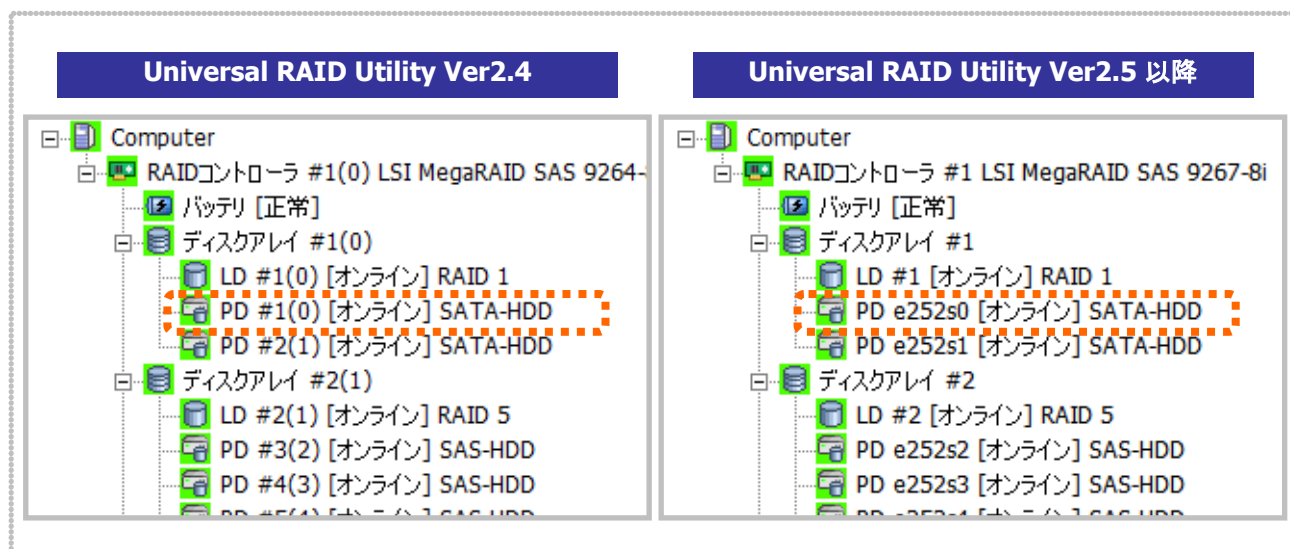 Universal RAID Utility Ver2.4
Computer
RAIDコントローラ #1(0) LSI MegaRAID SAS 9264-
バッテリ [正常]
ディスクアレイ #1(0)
LD #1(0) [オンライン] RAID 1
PD #1(0) [オンライン] SATA-HDD
PD #2(1) [オンライン] SATA-HDD
ディスクアレイ #2(1)
LD #2(1) [オンライン] RAID 5
PD #3(2) [オンライン] SAS-HDD
PD #4(3) [オンライン] SAS-HDD
Universal RAID Utility Ver2.5 以降
Computer
RAIDコントローラ #1 LSI MegaRAID SAS 9267-8i
バッテリ [正常]
ディスクアレイ #1
LD #1 [オンライン] RAID 1
PD e252s0 [オンライン] SATA-HDD
PD e252s1 [オンライン] SATA-HDD
ディスクアレイ #2
LD #2 [オンライン] RAID 5
PD e252s2 [オンライン] SAS-HDD
PD e252s3 [オンライン] SAS-HDD